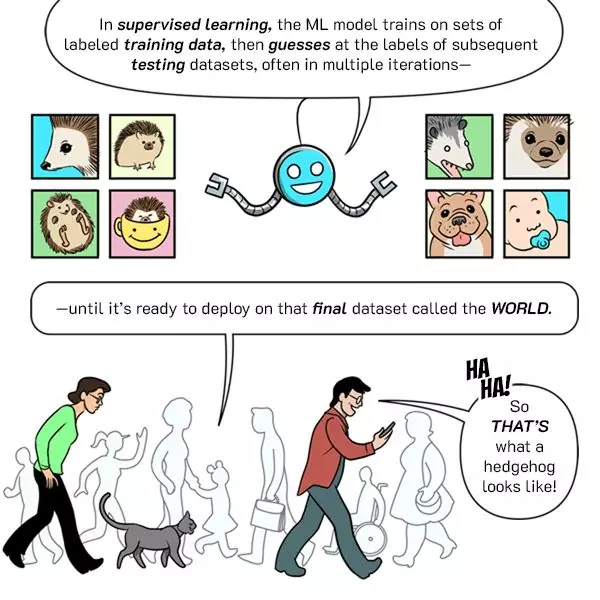 In supervised learning, the ML model trains on sets of
labeled training data, then guesses at the labels of subsequent
testing datasets, often in multiple iterations—
—until it's ready to deploy on that final dataset called the WORLD.
HA
HA!
So
THAT'S
what a
hedgehog
looks like!